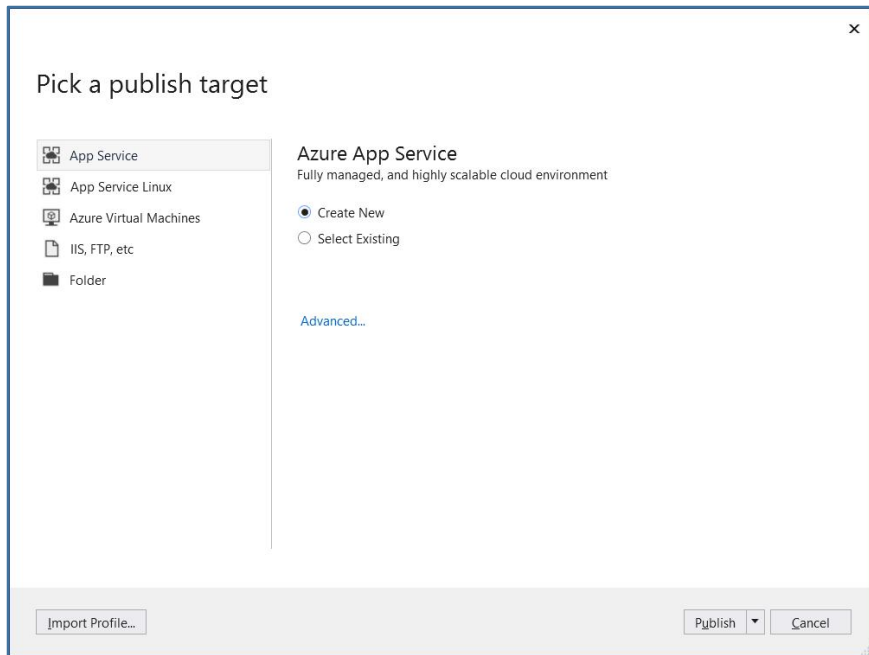 Pick a publish target
App Service
App Service Linux
Azure Virtual Machines
IIS, FTP, etc
Folder
Azure App Service
Fully managed, and highly scalable cloud environment
Create New
Select Existing
Advanced...
Import Profile...
Publish
Cancel